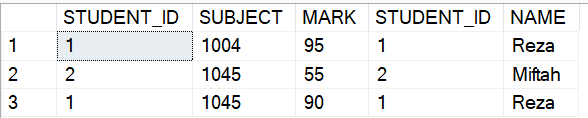 STUDENT_ID SUBJECT MARK STUDENT_ID NAME
1 1 1004 95 1 Reza
2 2 1045 55 2 Miftah
3 1 1045 90 1 Reza